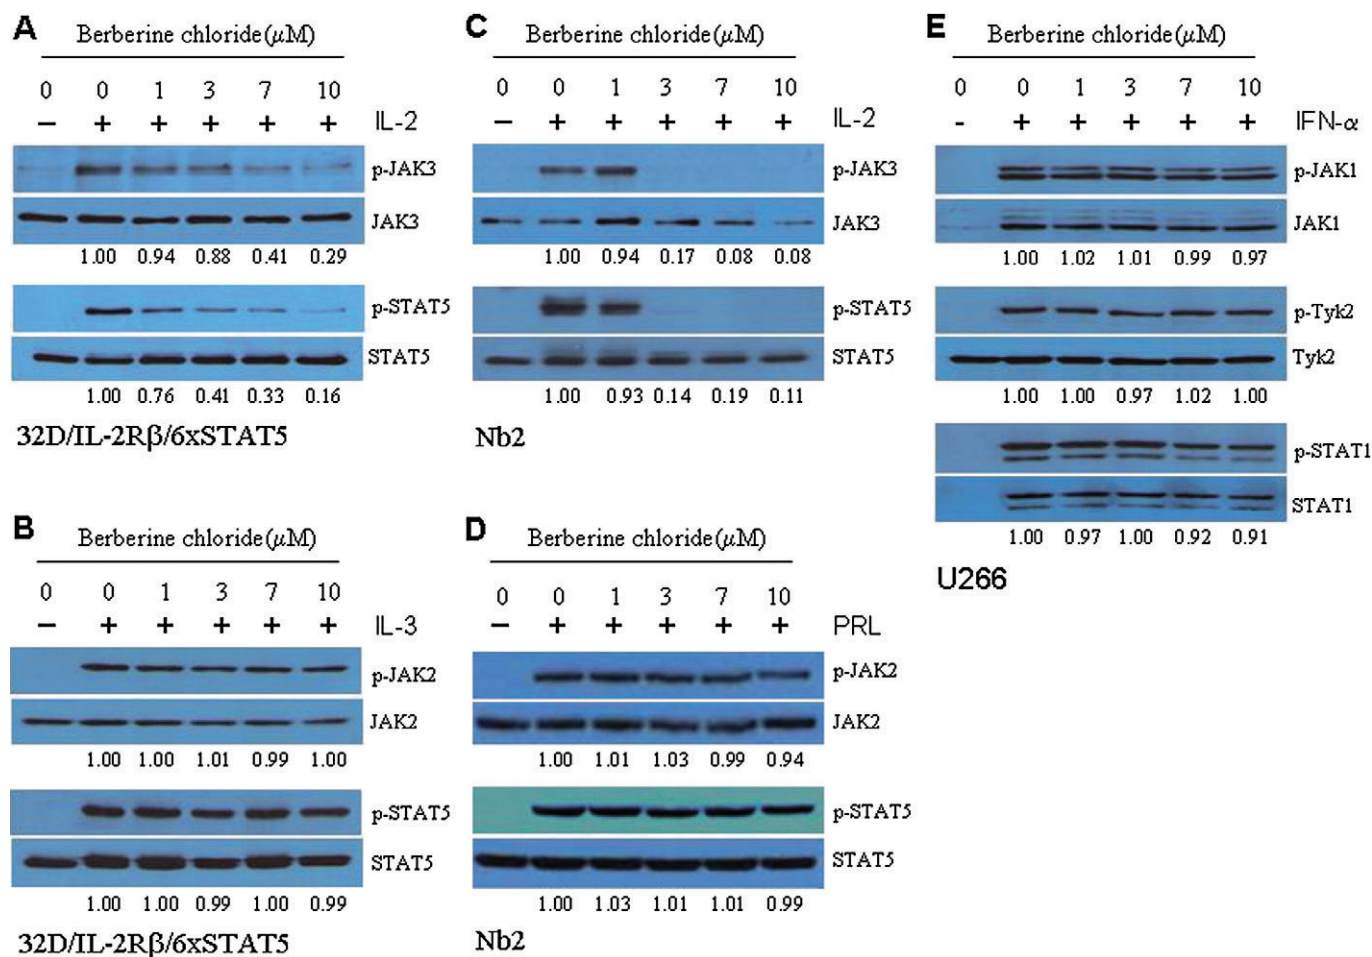 A
Berberine chloride(µM)
0 0 1 3 7 10
– + + + + + IL-2
p-JAK3
JAK3
1.00 0.94 0.88 0.41 0.29
p-STAT5
STAT5
1.00 0.76 0.41 0.33 0.16
32D/IL-2Rβ/6xSTAT5
B
Berberine chloride(µM)
0 0 1 3 7 10
– + + + + + IL-3
p-JAK2
JAK2
1.00 1.00 1.01 0.99 1.00
p-STAT5
STAT5
1.00 1.00 0.99 1.00 0.99
32D/IL-2Rβ/6xSTAT5
C
Berberine chloride(µM)
0 0 1 3 7 10
– + + + + + IL-2
p-JAK3
JAK3
1.00 0.94 0.17 0.08 0.08
p-STAT5
STAT5
1.00 0.93 0.14 0.19 0.11
Nb2
D
Berberine chloride(µM)
0 0 1 3 7 10
– + + + + + PRL
p-JAK2
JAK2
1.00 1.01 1.03 0.99 0.94
p-STAT5
STAT5
1.00 1.03 1.01 1.01 0.99
Nb2
E
Berberine chloride(µM)
0 0 1 3 7 10
- + + + + + IFN-α
p-JAK1
JAK1
1.00 1.02 1.01 0.99 0.97
p-Tyk2
Tyk2
1.00 1.00 0.97 1.02 1.00
p-STAT1
STAT1
1.00 0.97 1.00 0.92 0.91
U266